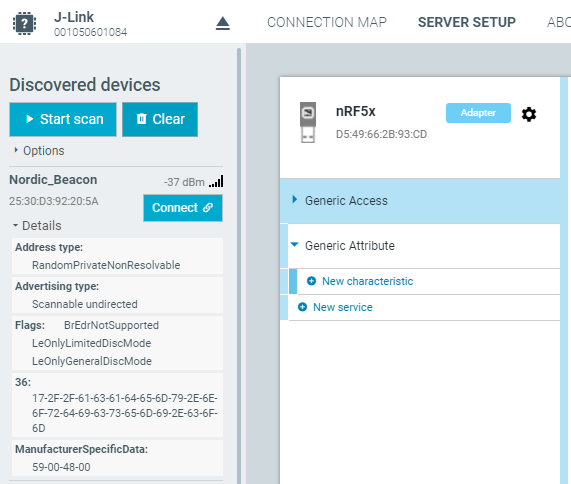 J-Link
001050601084
CONNECTION MAP
SERVER SETUP
ABO
Discovered devices
Start scan
Clear
Options
Nordic_Beacon
-37 dBm
25:30:D3:92:20:5A
Connect
Details
Address type:
RandomPrivateNonResolvable
Advertising type:
Scannable undirected
Flags: BrEdrNotSupported
LeOnlyLimitedDiscMode
LeOnlyGeneralDiscMode
36:
17-2F-2F-61-63-61-64-65-6D-79-2E-6E-
6F-72-64-69-63-73-65-6D-69-2E-63-6F-
6D
ManufacturerSpecificData:
59-00-48-00
nRF5x
Adapter
D5:49:66:2B:93:CD
Generic Access
Generic Attribute
New characteristic
New service